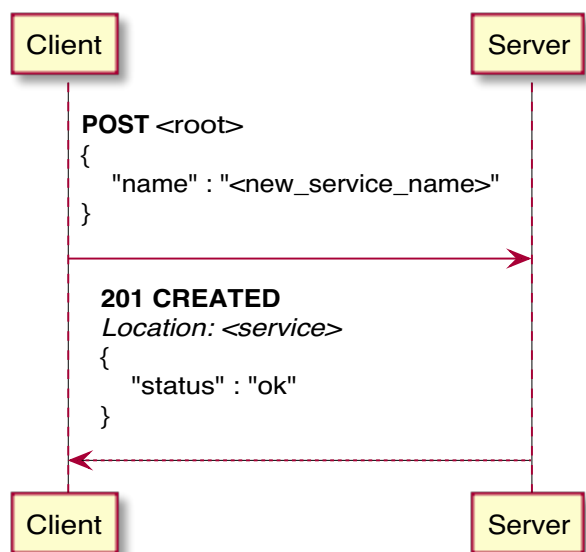 Client
Server
POST <root>
{
"name" : "<new_service_name>"
}
201 CREATED
Location: <service>
{
"status" : "ok"
}
Client
Server